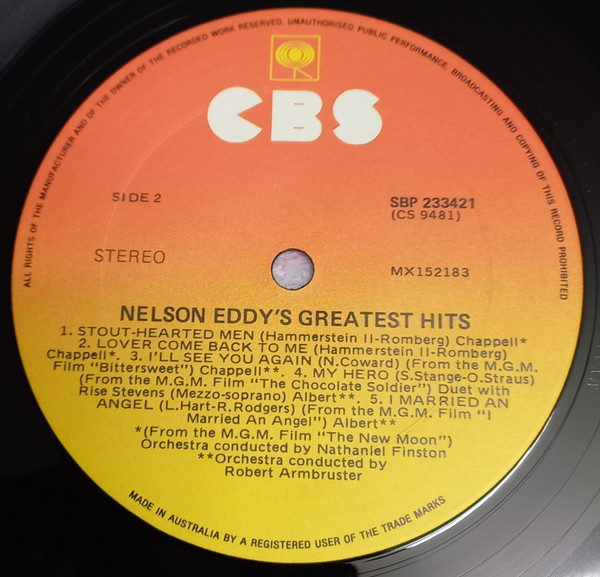 ALL RIGHTS OF THE MANUFACTURER AND OF THE OWNER OF THE RECORDED WORK RESERVED. UNAUTHORISED PUBLIC PERFORMANCE, BROADCASTING AND COPYING OF THIS RECORD PROHIBITED
CBS
SIDE 2
SBP 233421
(CS 9481)
STEREO
MX152183
NELSON EDDY'S GREATEST HITS
1. STOUT-HEARTED MEN (Hammerstein II-Romberg) Chappell*
2. LOVER COME BACK TO ME (Hammerstein II-Romberg)
Chappell*. 3. I'LL SEE YOU AGAIN (N.Coward) (From the M.G.M.
Film "Bittersweet") Chappell**. 4. MY HERO (S.Stange-O.Straus)
(From the M.G.M. Film "The Chocolate Soldier") Duet with
Rise Stevens (Mezzo-soprano) Albert**. 5. I MARRIED AN
ANGEL (L.Hart-R.Rodgers) (From the M.G.M. Film "I
Married An Angel") Albert**
*(From the M.G.M. Film "The New Moon")
Orchestra conducted by Nathaniel Finston
**Orchestra conducted by
Robert Armbruster
MADE IN AUSTRALIA BY A REGISTERED USER OF THE TRADE MARKS